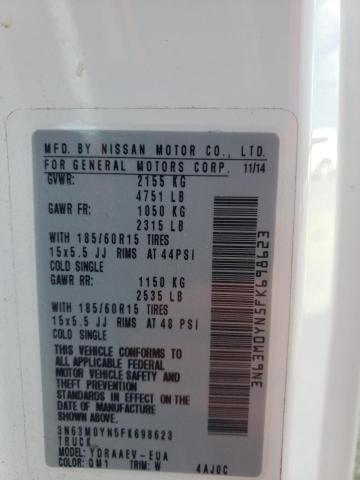 MFD. BY NISSAN MOTOR CO., LTD.
FOR GENERAL MOTORS CORP. 11/14
GVWR: 2155 KG
4751 LB
GAWR FR: 1050 KG
2315 LB
WITH 185/60R15 TIRES
15x5.5 JJ RIMS AT 44PSI
COLD SINGLE
GAWR RR: 1150 KG
2535 LB
WITH 185/60R15 TIRES
15x5.5 JJ RIMS AT 48 PSI
COLD SINGLE
THIS VEHICLE CONFORMS TO
ALL APPLICABLE FEDERAL
MOTOR VEHICLE SAFETY AND
THEFT PREVENTION
STANDARDS IN EFFECT ON
THE DATE OF MANUFACTURE
SHOWN ABOVE
3N63M0YN5FK698623
TRUCK
MODEL: YDRAAEV-EUA
COLOR: QM1 TRIM: W 4AJ0C
3N63M0YN5FK698623